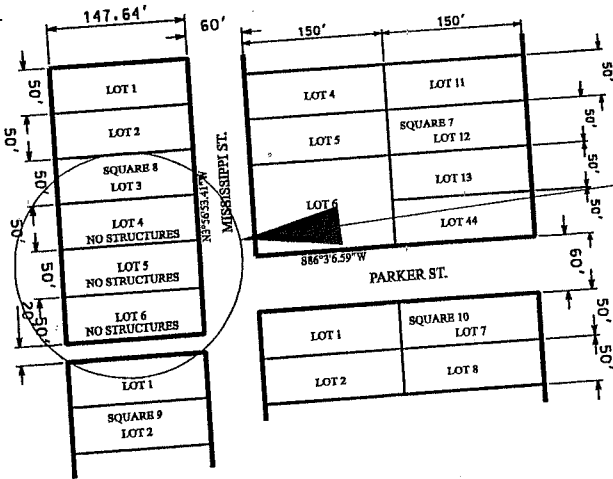 147.64'
60'
150'
150'
50'
50'
50'
50'
50'
50'
20'
LOT 1
LOT 2
SQUARE 8
LOT 3
LOT 4
NO STRUCTURES
LOT 5
NO STRUCTURES
LOT 6
NO STRUCTURES
LOT 1
SQUARE 9
LOT 2
MISSISSIPPI ST.
N3°56'53.41"W
LOT 4
LOT 5
LOT 6
LOT 11
SQUARE 7
LOT 12
LOT 13
LOT 44
S86°3'6.59"W
PARKER ST.
LOT 1
LOT 2
SQUARE 10
LOT 7
LOT 8
50'
50'
50'
50'
60'
50'
50'